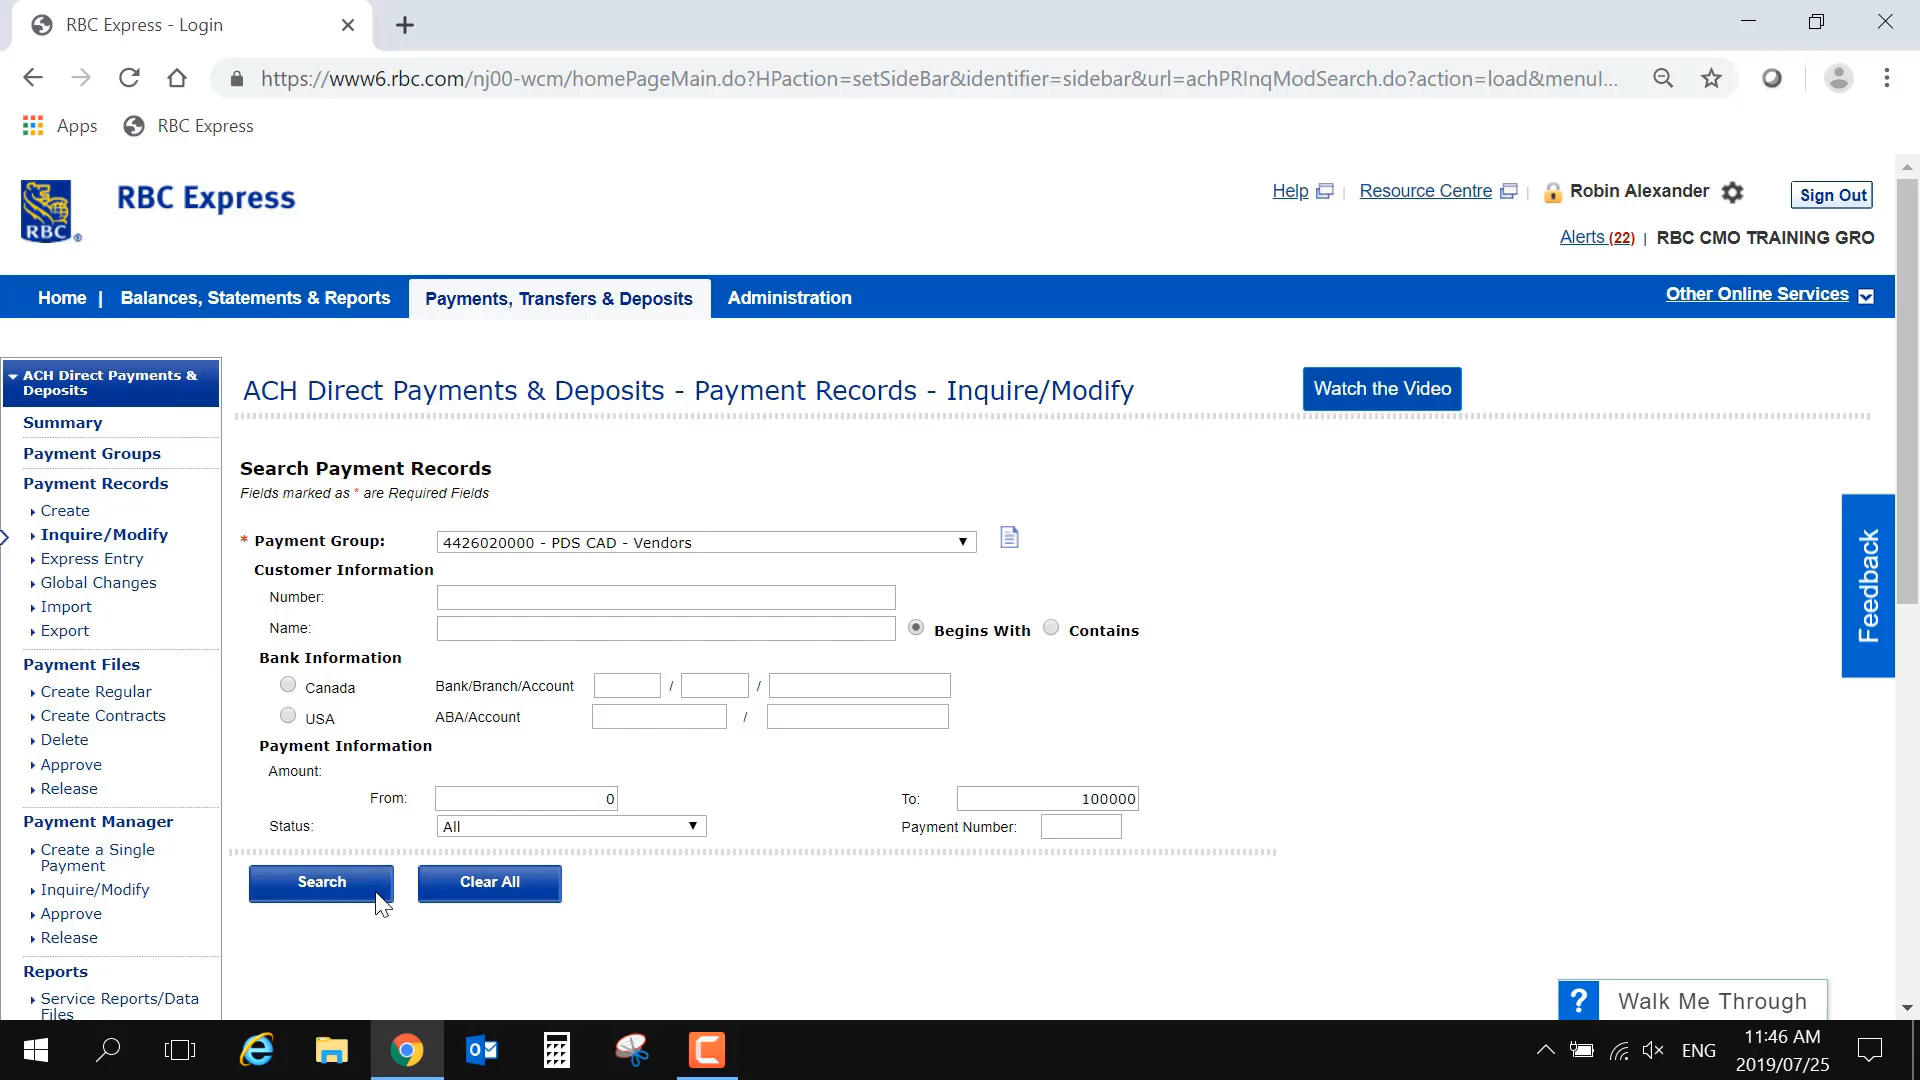 RBC Express - Login
https://www6.rbc.com/nj00-wcm/homePageMain.do?HPaction=setSideBar&identifier=sidebar&url=achPRInqModSearch.do?action=load&menuI...
Apps
RBC Express
RBC
®
RBC Express
Help | Resource Centre | Robin Alexander
Sign Out
Alerts (22) | RBC CMO TRAINING GRO
Home | Balances, Statements & Reports Payments, Transfers & Deposits Administration
Other Online Services
ACH Direct Payments &
Deposits
Summary
Payment Groups
Payment Records
Create
Inquire/Modify
Express Entry
Global Changes
Import
Export
Payment Files
Create Regular
Create Contracts
Delete
Approve
Release
Payment Manager
Create a Single
Payment
Inquire/Modify
Approve
Release
Reports
Service Reports/Data
Files
ACH Direct Payments & Deposits - Payment Records - Inquire/Modify
Watch the Video
Search Payment Records
Fields marked as * are Required Fields
* Payment Group: 4426020000 - PDS CAD - Vendors
Customer Information
Number:
Name: Begins With Contains
Bank Information
Canada Bank/Branch/Account / /
USA ABA/Account /
Payment Information
Amount:
From: 0 To: 100000
Status: All Payment Number:
Search Clear All
Feedback
? Walk Me Through
ENG
11:46 AM
2019/07/25